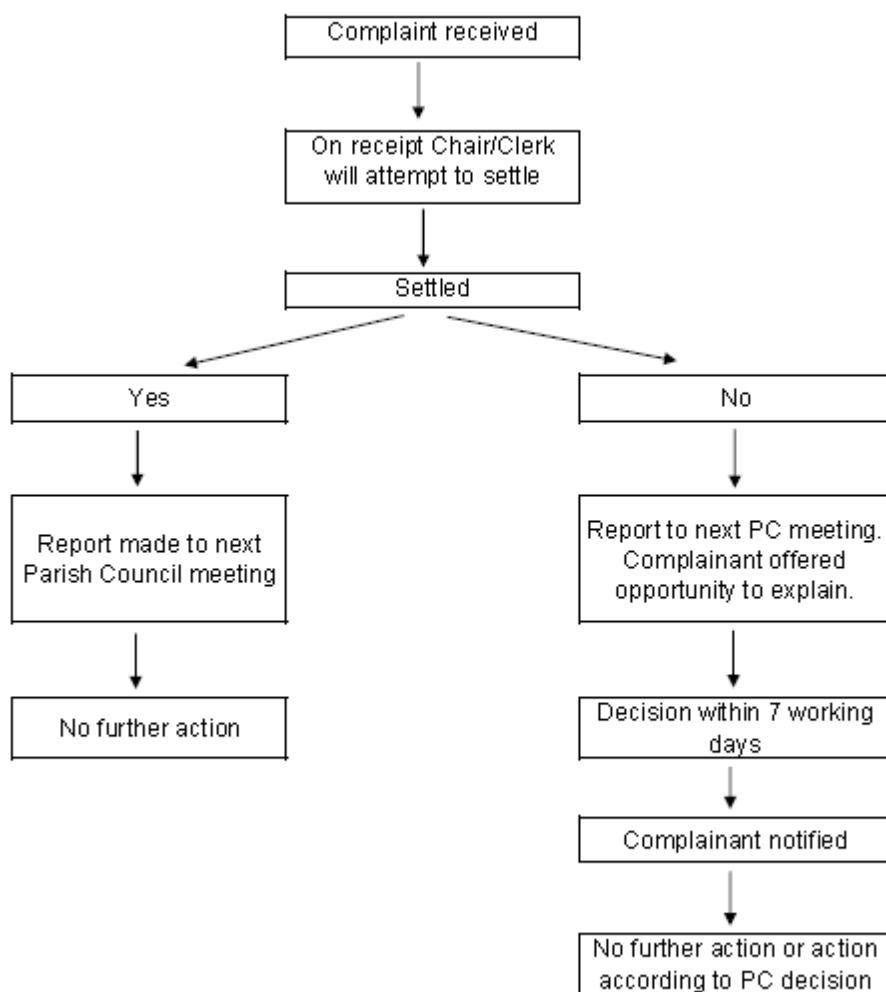 Complaint received
On receipt Chair/Clerk
will attempt to settle
Settled
Yes
No
Report made to next
Parish Council meeting
Report to next PC meeting.
Complainant offered
opportunity to explain.
No further action
Decision within 7 working
days
Complainant notified
No further action or action
according to PC decision